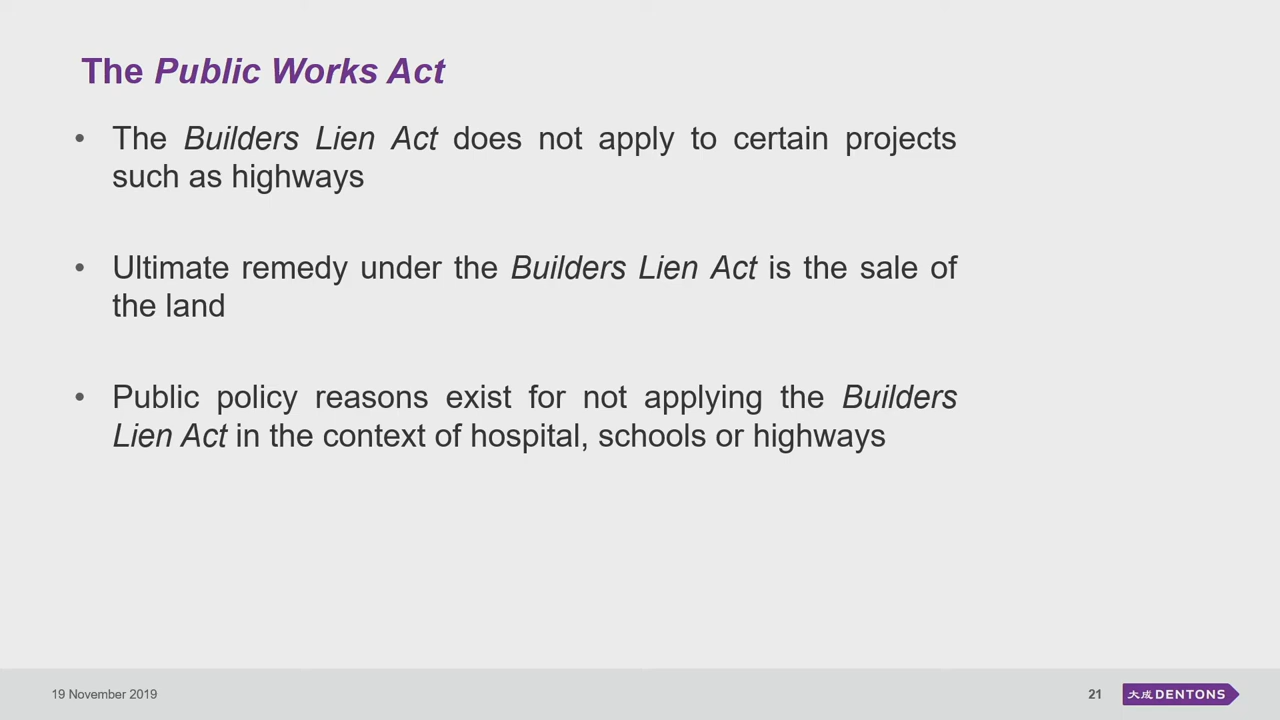 The Public Works Act
• The Builders Lien Act does not apply to certain projects
such as highways
• Ultimate remedy under the Builders Lien Act is the sale of
the land
• Public policy reasons exist for not applying the Builders
Lien Act in the context of hospital, schools or highways
19 November 2019
21
大成 DENTONS